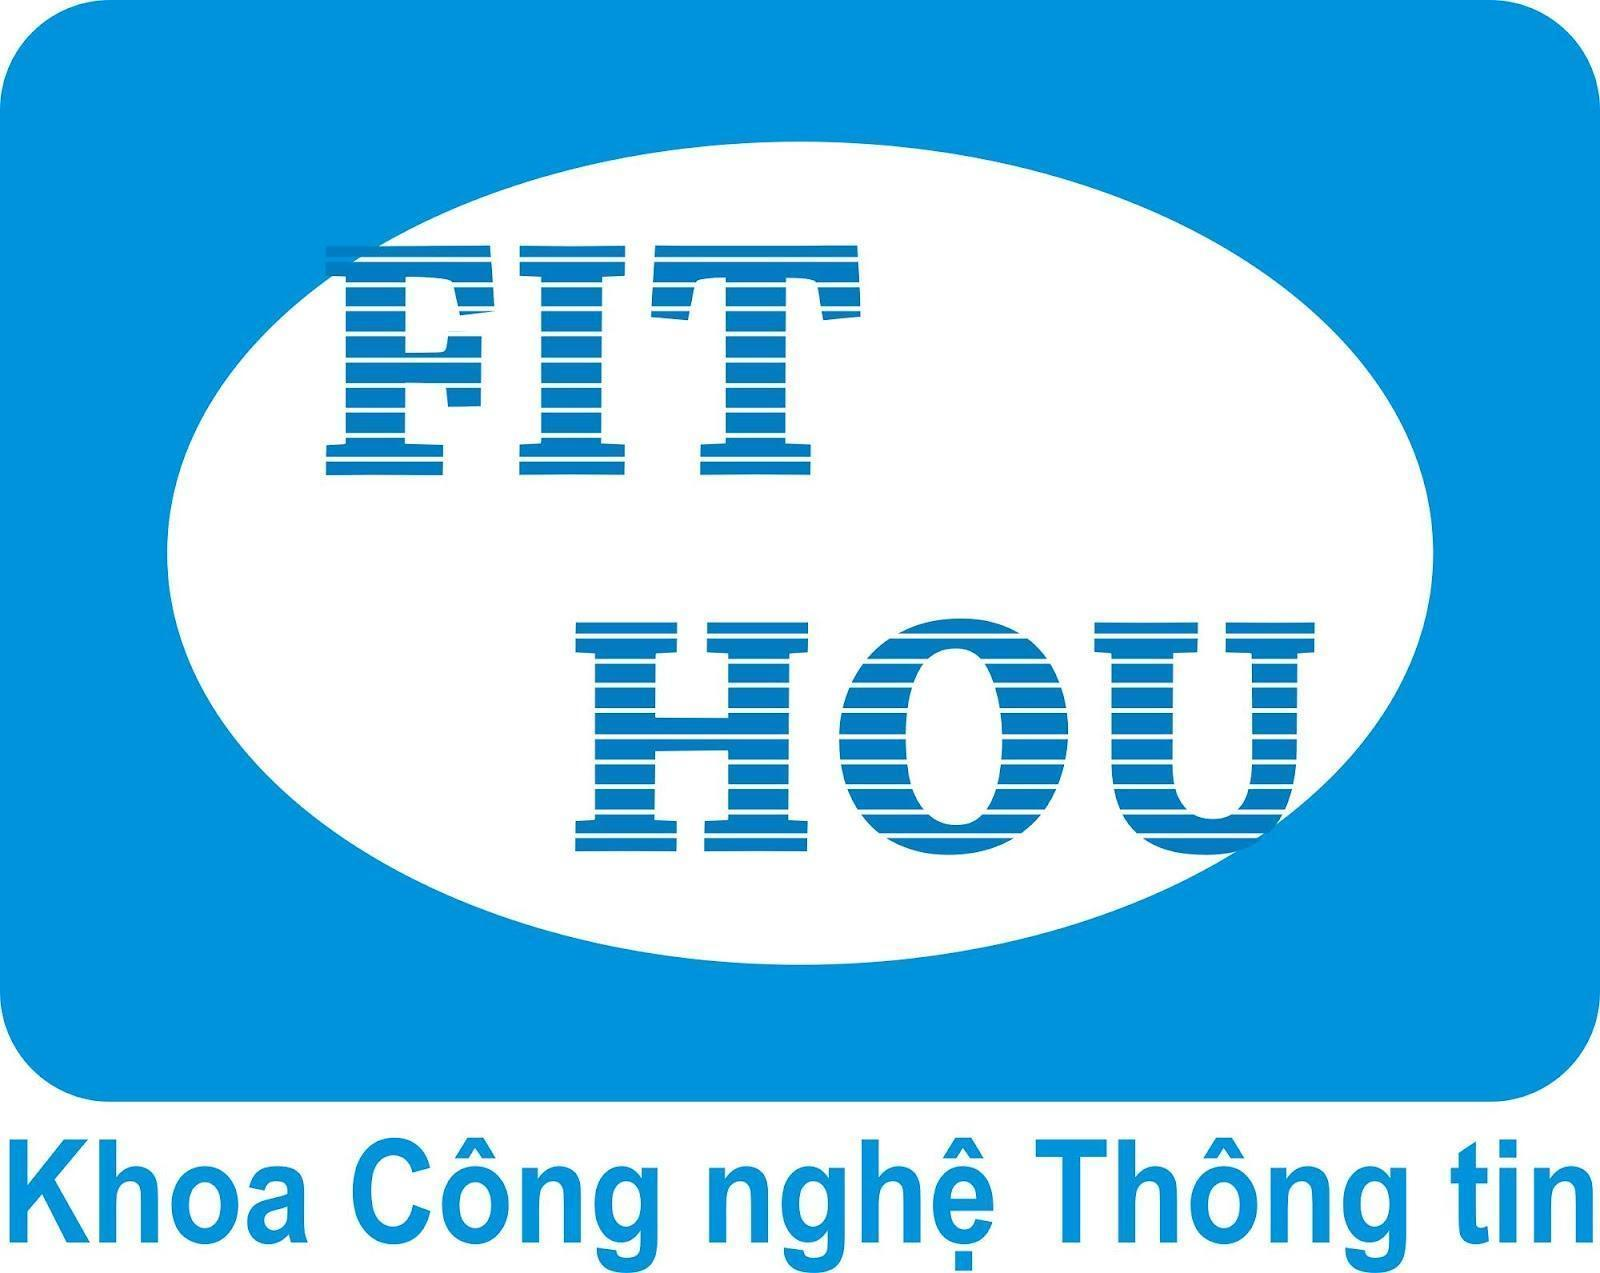 FIT
HOU
Khoa Công nghệ Thông tin